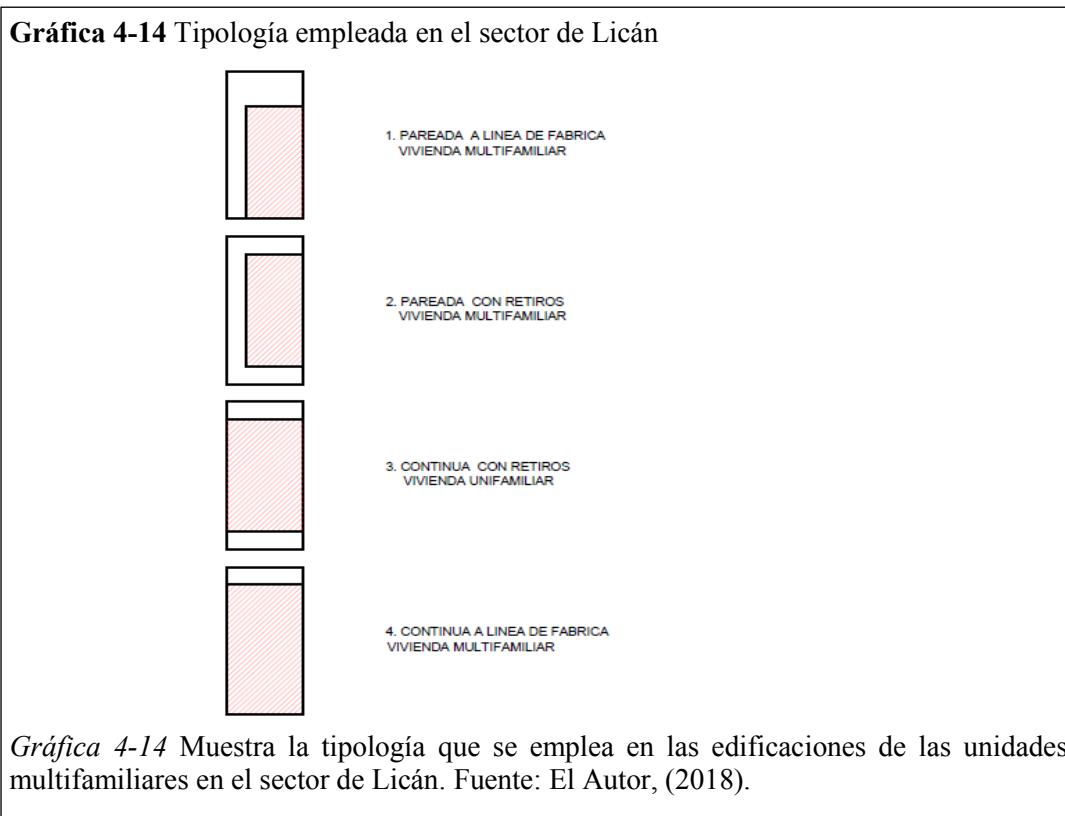 Gráfica 4-14 Tipología empleada en el sector de Licán
1. PAREADA A LINEA DE FABRICA
VIVIENDA MULTIFAMILIAR
2. PAREADA CON RETIROS
VIVIENDA MULTIFAMILIAR
3. CONTINUA CON RETIROS
VIVIENDA UNIFAMILIAR
4. CONTINUA A LINEA DE FABRICA
VIVIENDA MULTIFAMILIAR
Gráfica 4-14 Muestra la tipología que se emplea en las edificaciones de las unidades
multifamiliares en el sector de Licán. Fuente: El Autor, (2018).